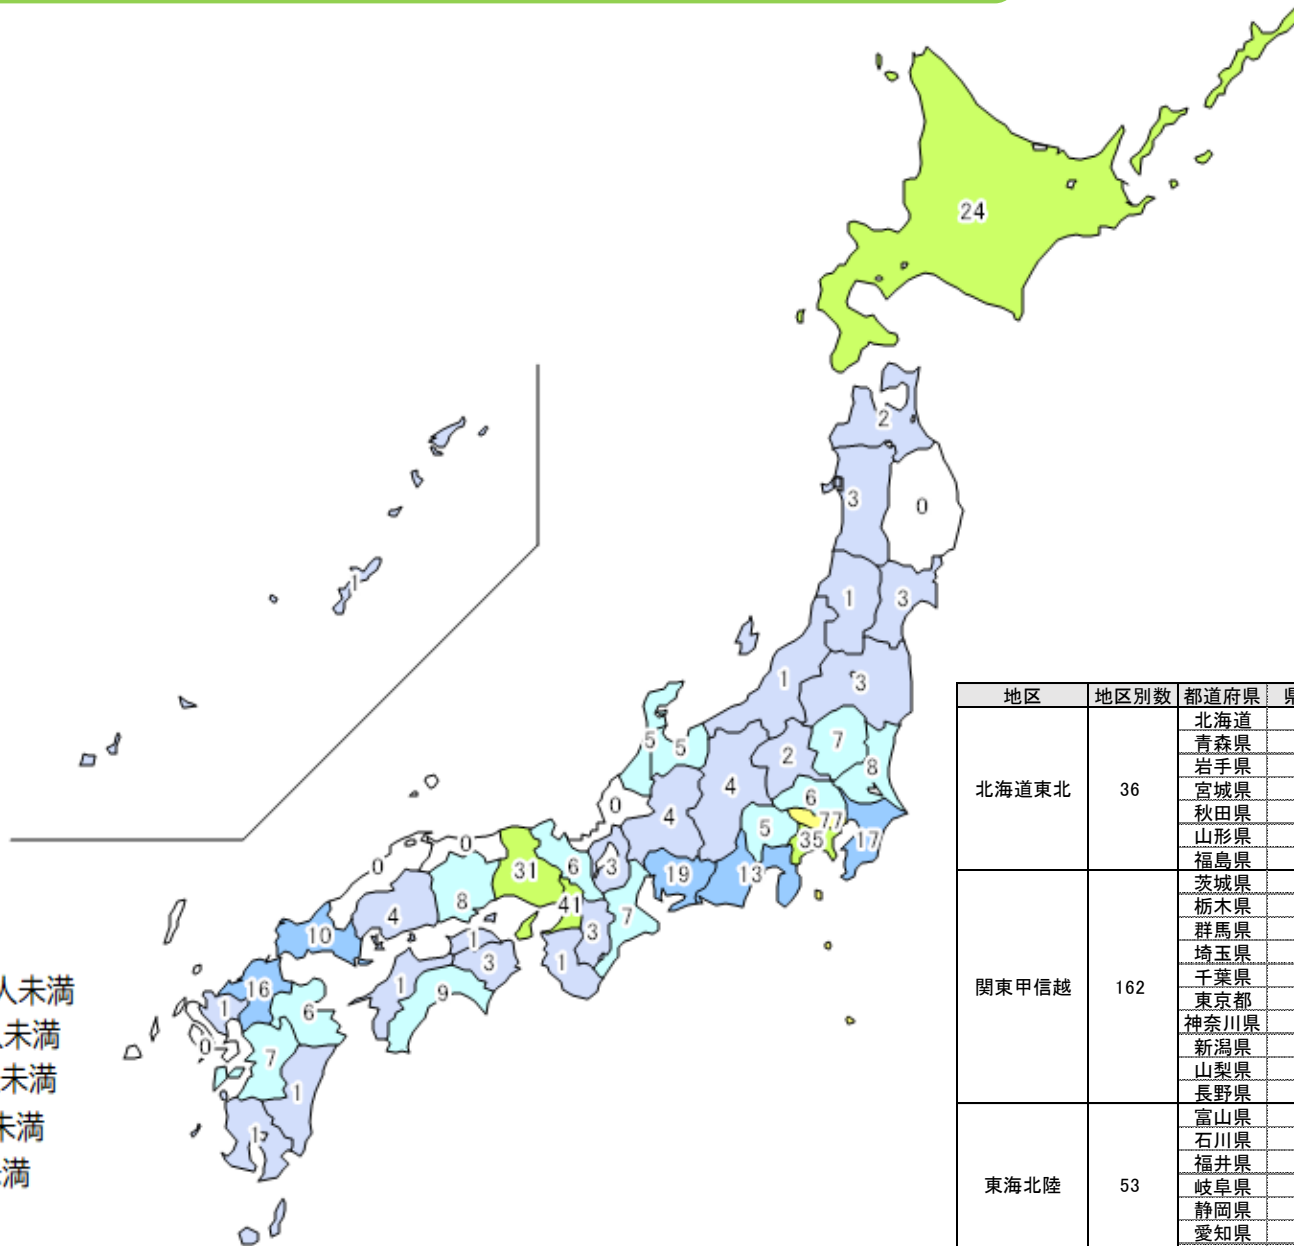 24
2
3
0
1
3
1
3
5
5
2
7
8
4
6
0
4
5
77
35
17
0
0
31
6
3
19
13
8
41
7
4
3
10
1
1
3
1
9
16
1
6
0
7
1
1
1
人未満
未満
未満
未満
満
地区 地区別数 都道府県
北海道東北 36
北海道
青森県
岩手県
宮城県
秋田県
山形県
福島県
関東甲信越 162
茨城県
栃木県
群馬県
埼玉県
千葉県
東京都
神奈川県
新潟県
山梨県
長野県
東海北陸 53
富山県
石川県
福井県
岐阜県
静岡県
愛知県